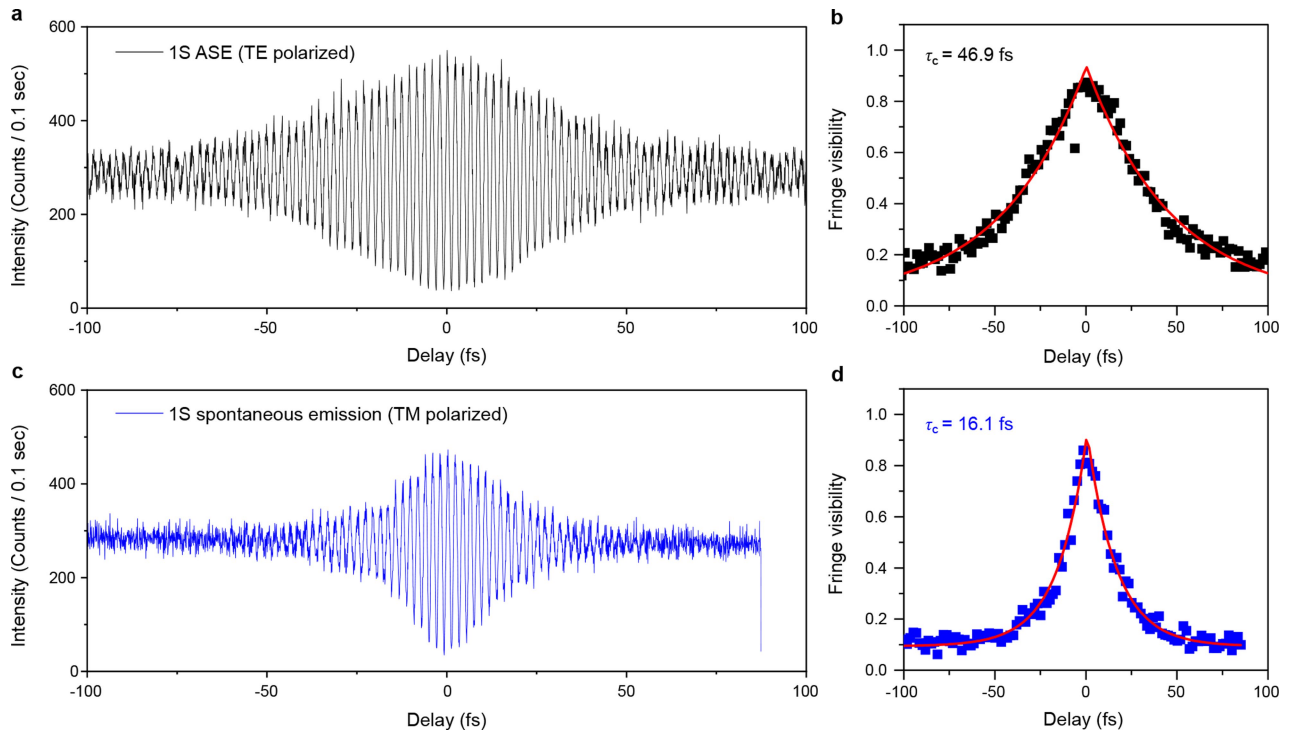 a
600
400
200
0
Intensity (Counts / 0.1 sec)
1S ASE (TE polarized)
-100
-50
0
50
100
Delay (fs)
b
1.0
0.8
0.6
0.4
0.2
0.0
Fringe visibility
τc = 46.9 fs
-100
-50
0
50
100
Delay (fs)
c
600
400
200
0
Intensity (Counts / 0.1 sec)
1S spontaneous emission (TM polarized)
-100
-50
0
50
100
Delay (fs)
d
1.0
0.8
0.6
0.4
0.2
0.0
Fringe visibility
τc = 16.1 fs
-100
-50
0
50
100
Delay (fs)